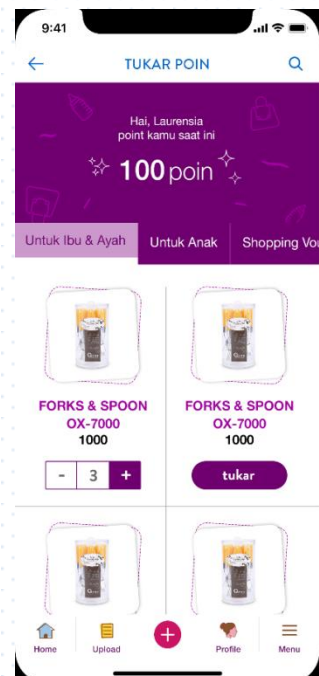 9:41
TUKAR POIN
Hai, Laurensia
point kamu saat ini
100 poin
Untuk Ibu & Ayah
Untuk Anak
Shopping Vou
FORKS & SPOON
OX-7000
1000
- 3 +
FORKS & SPOON
OX-7000
1000
tukar
Home
Upload
+
Profile
Menu